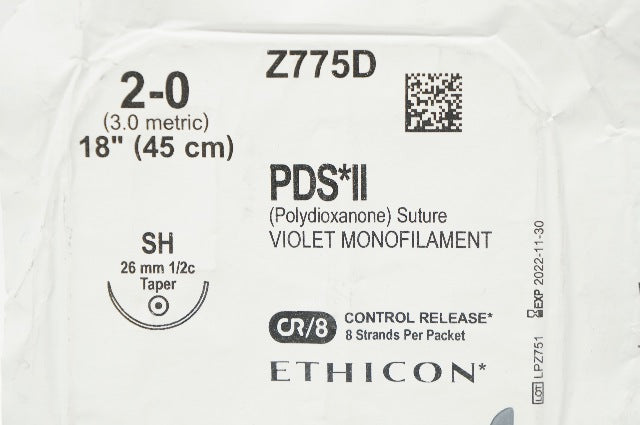 Z775D
2-0
(3.0 metric)
18" (45 cm)
PDS*II
(Polydioxanone) Suture
VIOLET MONOFILAMENT
SH
26 mm 1/2c
Taper
CR/8 CONTROL RELEASE*
8 Strands Per Packet
ETHICON*
EXP 2022-11-30
LOT LPZ751